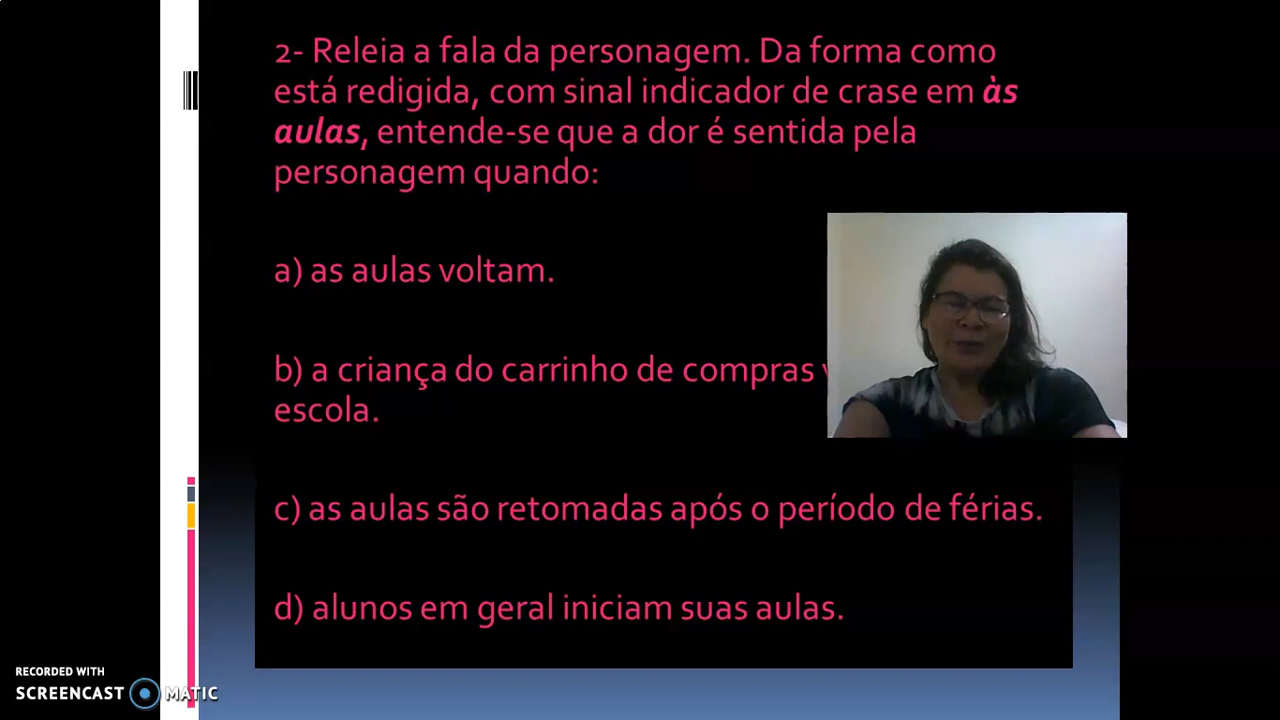 2- Releia a fala da personagem. Da forma como
está redigida, com sinal indicador de crase em às
aulas, entende-se que a dor é sentida pela
personagem quando:
a) as aulas voltam.
b) a criança do carrinho de compras
escola.
c) as aulas são retomadas após o período de férias.
d) alunos em geral iniciam suas aulas.
RECORDED WITH
SCREENCAST MATIC